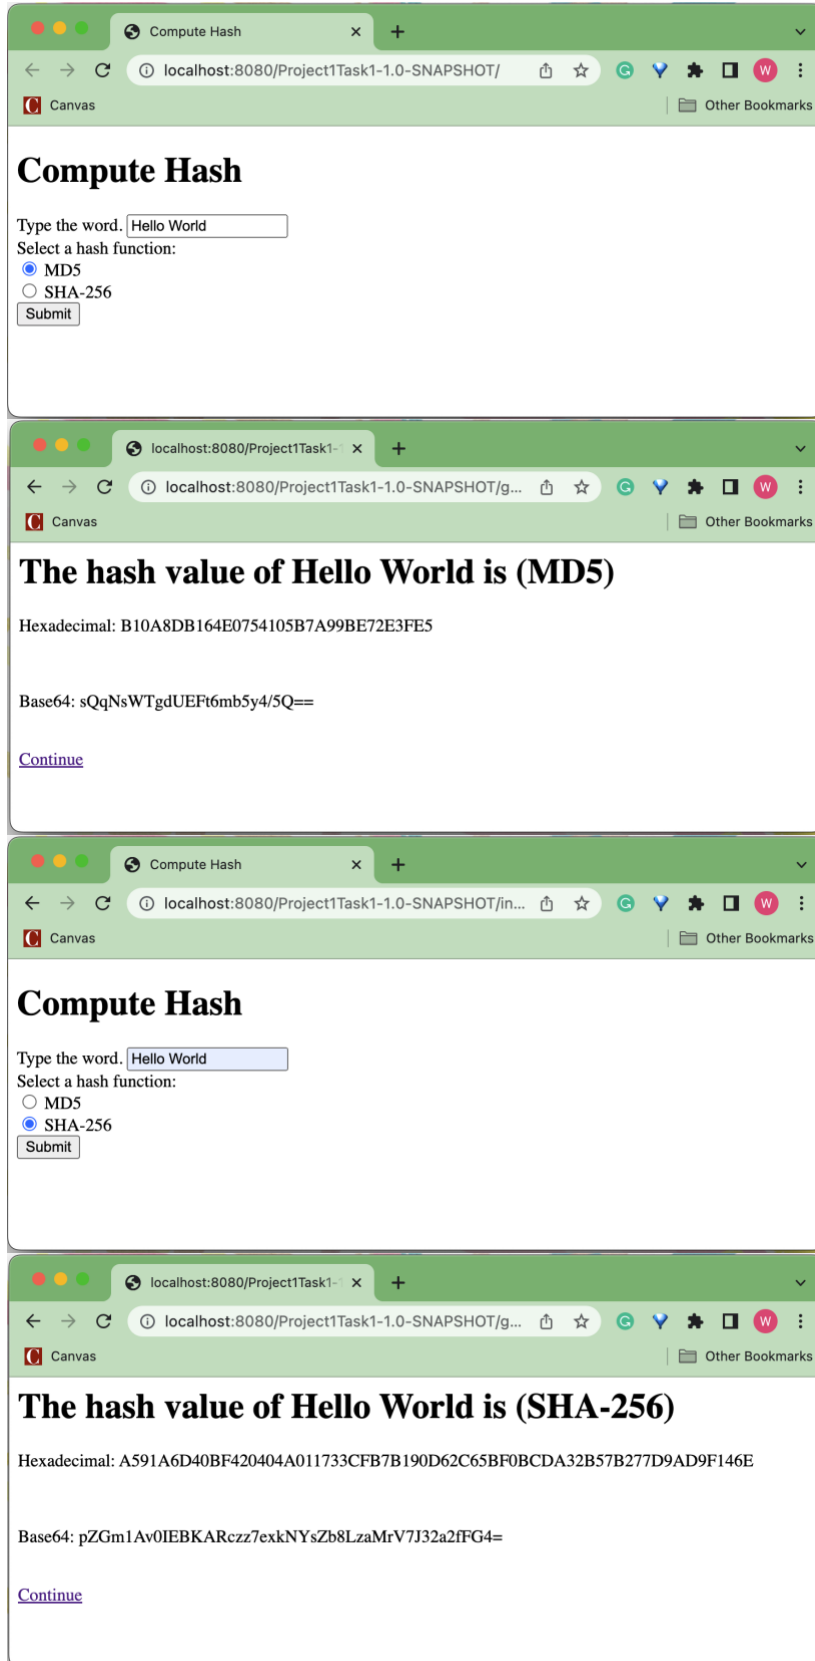 Compute Hash
localhost:8080/Project1Task1-1.0-SNAPSHOT/
W
Canvas
Other Bookmarks
Compute Hash
Type the word. Hello World
Select a hash function:
MD5
SHA-256
Submit
localhost:8080/Project1Task1-
localhost:8080/Project1Task1-1.0-SNAPSHOT/g...
W
Canvas
Other Bookmarks
The hash value of Hello World is (MD5)
Hexadecimal: B10A8DB164E0754105B7A99BE72E3FE5
Base64: sQqNsWTgdUEFt6mb5y4/5Q==
Continue
Compute Hash
localhost:8080/Project1Task1-1.0-SNAPSHOT/in...
W
Canvas
Other Bookmarks
Compute Hash
Type the word. Hello World
Select a hash function:
MD5
SHA-256
Submit
localhost:8080/Project1Task1-
localhost:8080/Project1Task1-1.0-SNAPSHOT/g...
W
Canvas
Other Bookmarks
The hash value of Hello World is (SHA-256)
Hexadecimal: A591A6D40BF420404A011733CFB7B190D62C65BF0BCDA32B57B277D9AD9F146E
Base64: pZGm1Av0IEBKARczz7exkNYsZb8LzaMrV7J32a2fFG4=
Continue